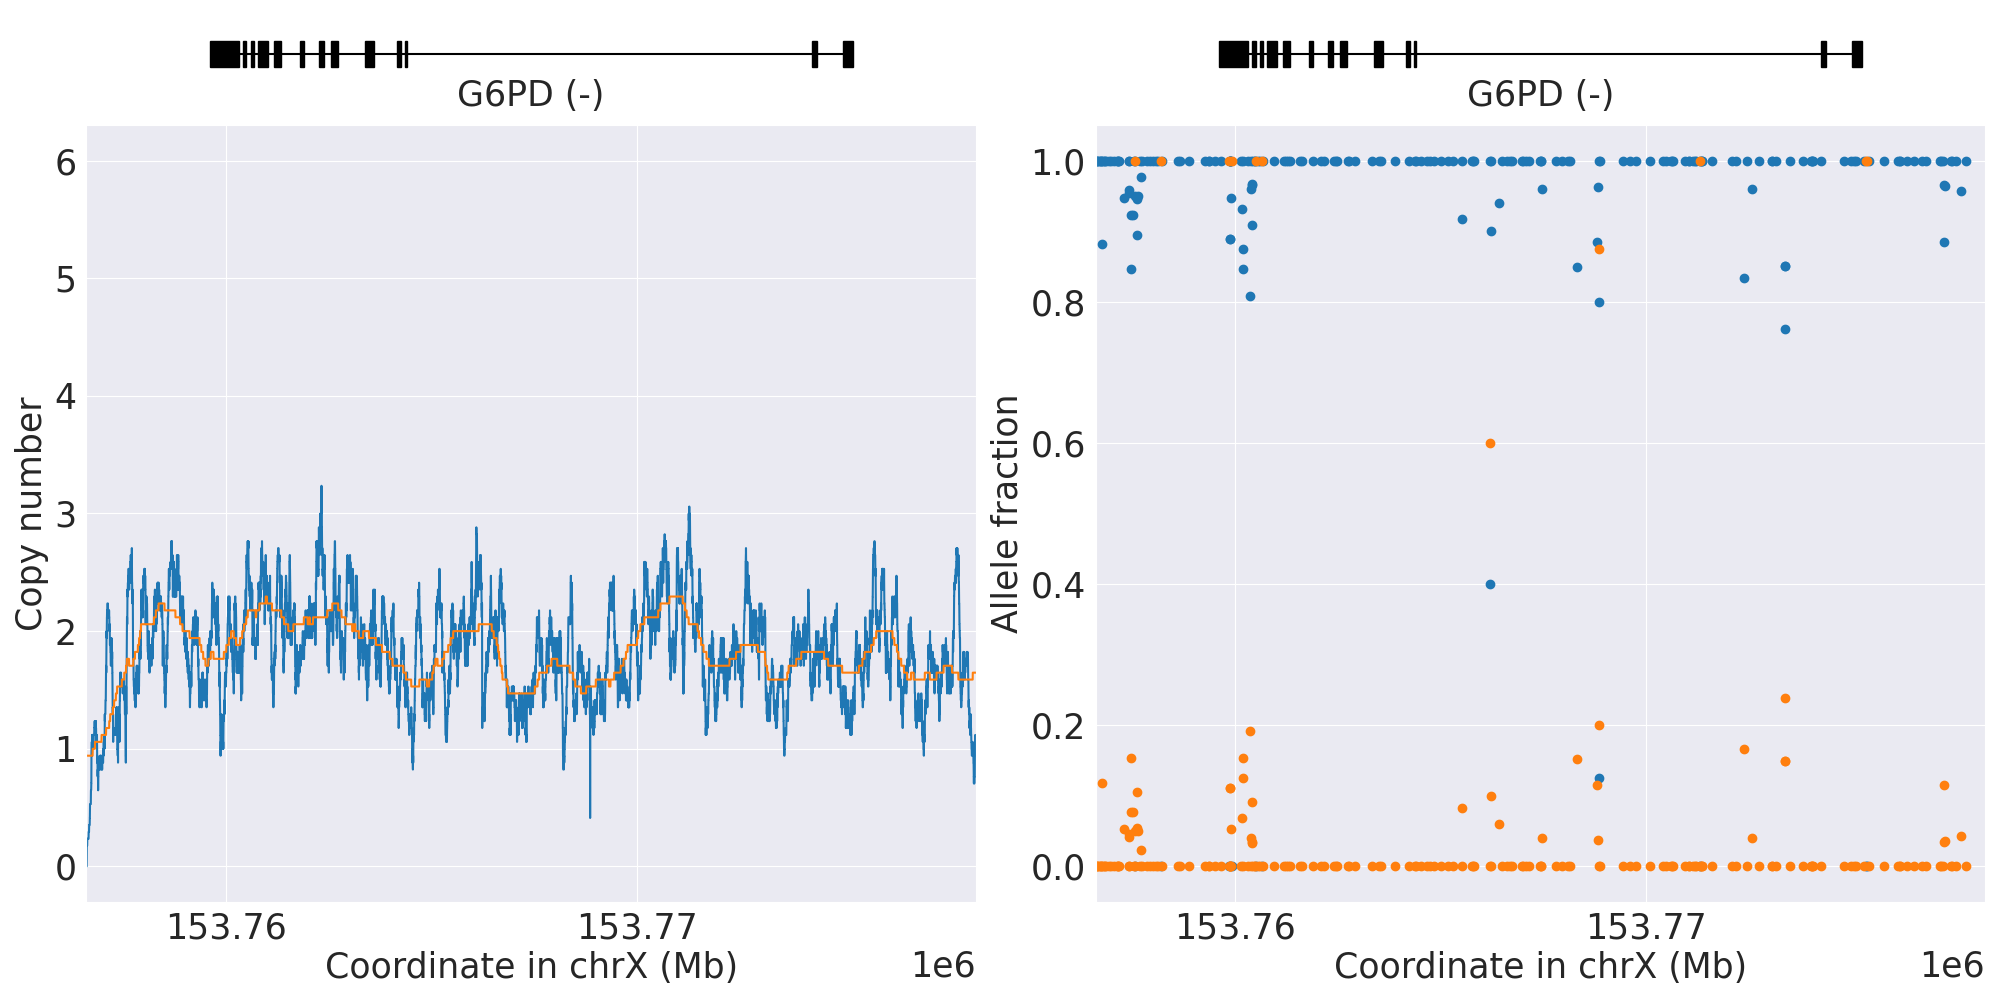 G6PD (-)
6
5
4
3
2
1
0
Copy number
153.76
153.77
Coordinate in chrX (Mb)
1e6
G6PD (-)
1.0
0.8
0.6
0.4
0.2
0.0
Allele fraction
153.76
153.77
Coordinate in chrX (Mb)
1e6